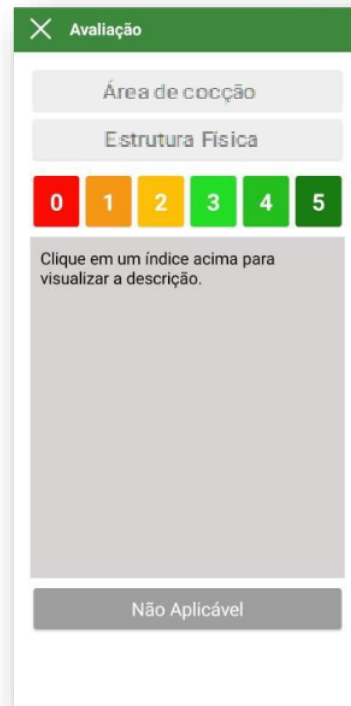 Avaliação
Área de cocção
Estrutura Física
0 1 2 3 4 5
Clique em um índice acima para
visualizar a descrição.
Não Aplicável